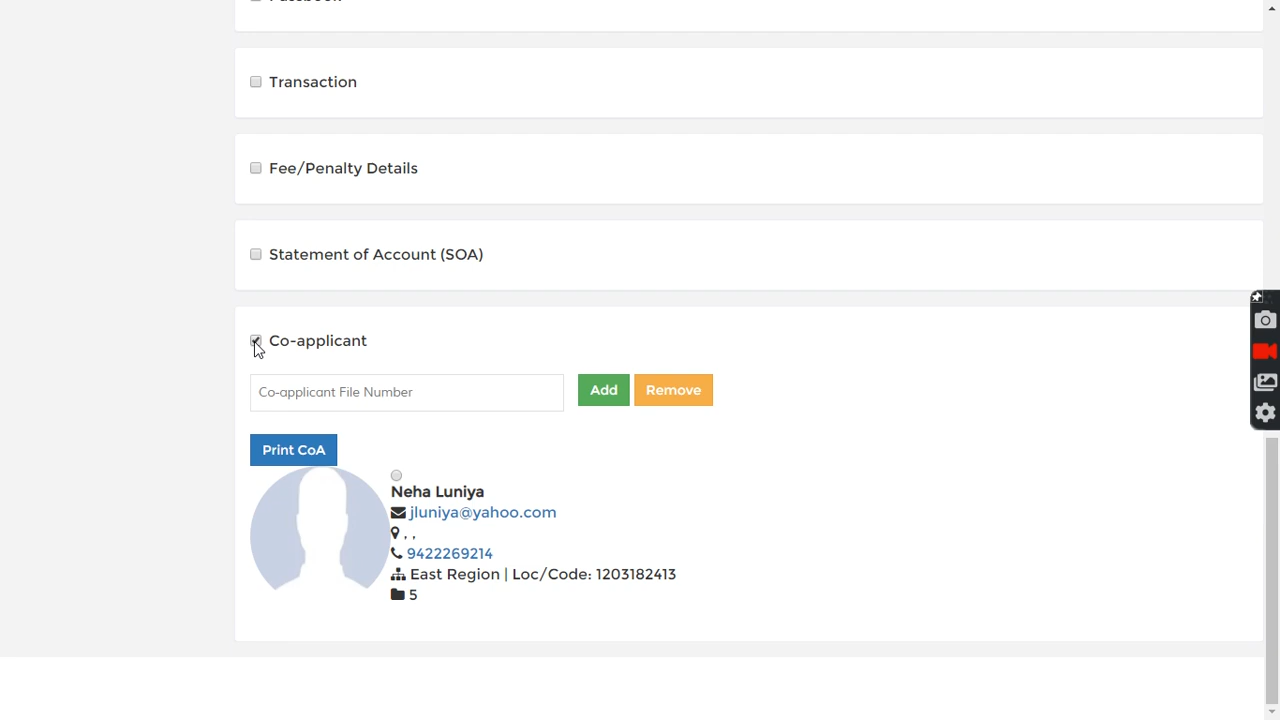 Transaction
Fee/Penalty Details
Statement of Account (SOA)
Co-applicant
Co-applicant File Number
Add
Remove
Print CoA
Neha Luniya
jluniya@yahoo.com
, ,
9422269214
East Region | Loc/Code: 1203182413
5